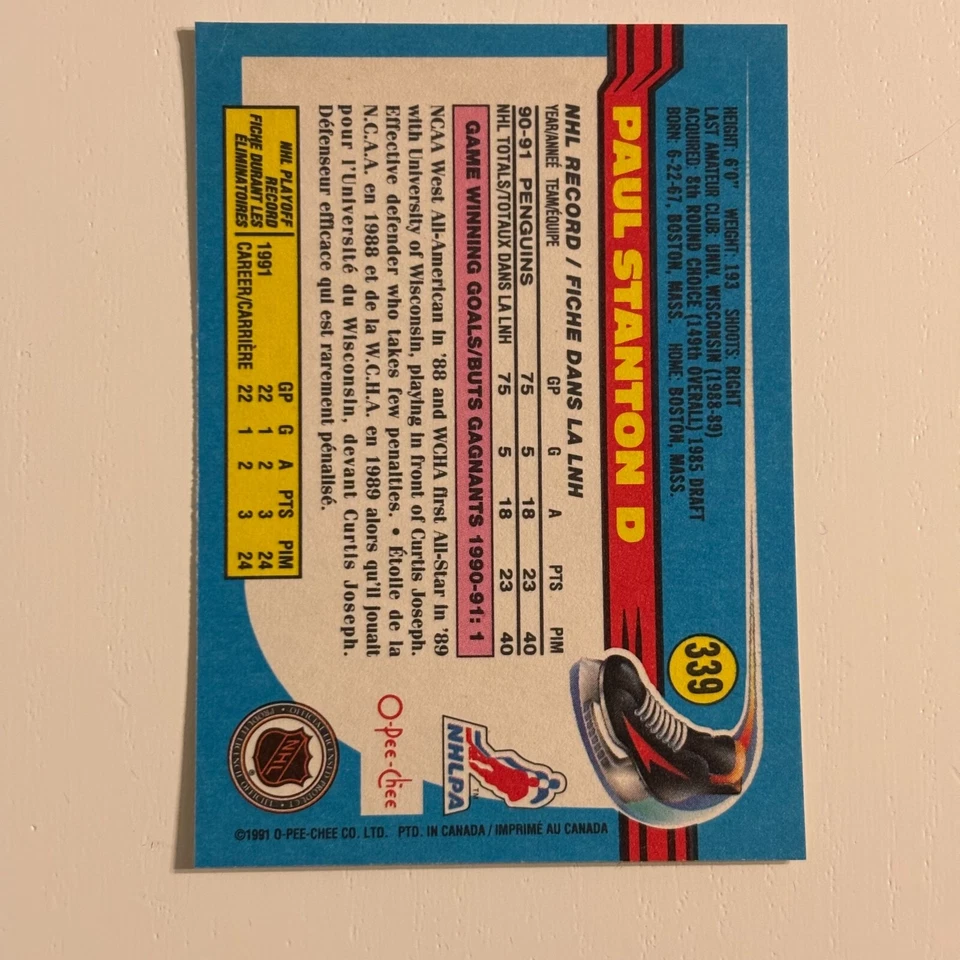 HEIGHT: 6'0" WEIGHT: 193 SHOOTS: RIGHT
LAST AMATEUR CLUB: UNIV. WISCONSIN (1988-89)
ACQUIRED: 8th ROUND CHOICE (149th OVERALL) 1985 DRAFT
BORN: 6-22-67, BOSTON, MASS. HOME: BOSTON, MASS.
339
PAUL STANTON D
NHL RECORD / FICHE DANS LA LNH
YEAR/ANNEÉ TEAM/ÉQUIPE GP G A PTS PIM
90-91 PENGUINS 75 5 18 23 40
NHL TOTALS/TOTAUX DANS LA LNH 75 5 18 23 40
GAME WINNING GOALS/BUTS GAGNANTS 1990-91: 1
NCAA West All-American in '88 and WCHA first All-Star in '89
with University of Wisconsin, playing in front of Curtis Joseph.
Effective defender who takes few penalties. • Étoile de la
N.C.A.A. en 1988 et de la W.C.H.A. en 1989 alors qu'il jouait
pour l'Université du Wisconsin, devant Curtis Joseph.
Défenseur efficace qui est rarement pénalisé.
NHL PLAYOFF
RECORD
FICHE DURANT LES
ÉLIMINATOIRES
GP G A PTS PIM
1991 22 1 2 3 24
CAREER/CARRIÈRE 22 1 2 3 24
NHLPA
TM
O-Pee-Chee
NHL
OFFICIAL LICENSED PRODUCT
©1991 O-PEE-CHEE CO. LTD. PTD. IN CANADA / IMPRIMÉ AU CANADA